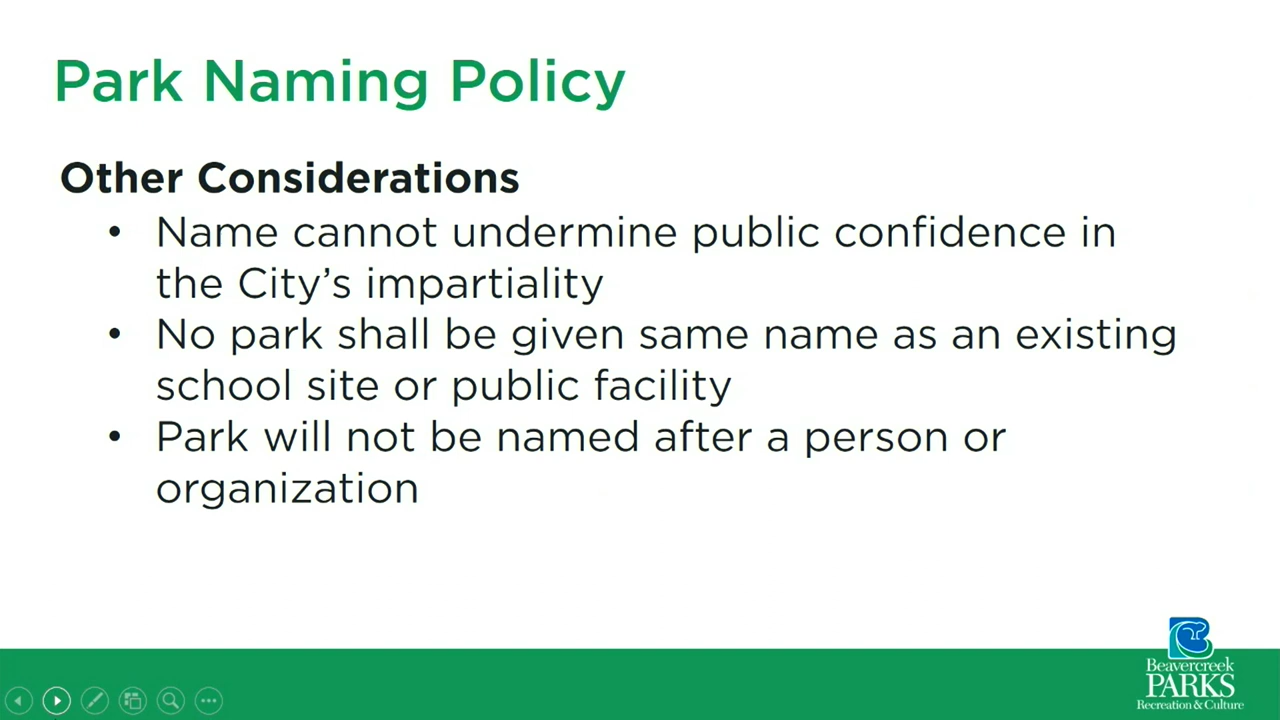 Park Naming Policy
Other Considerations
• Name cannot undermine public confidence in
the City’s impartiality
• No park shall be given same name as an existing
school site or public facility
• Park will not be named after a person or
organization
Beavercreek
PARKS
Recreation & Culture